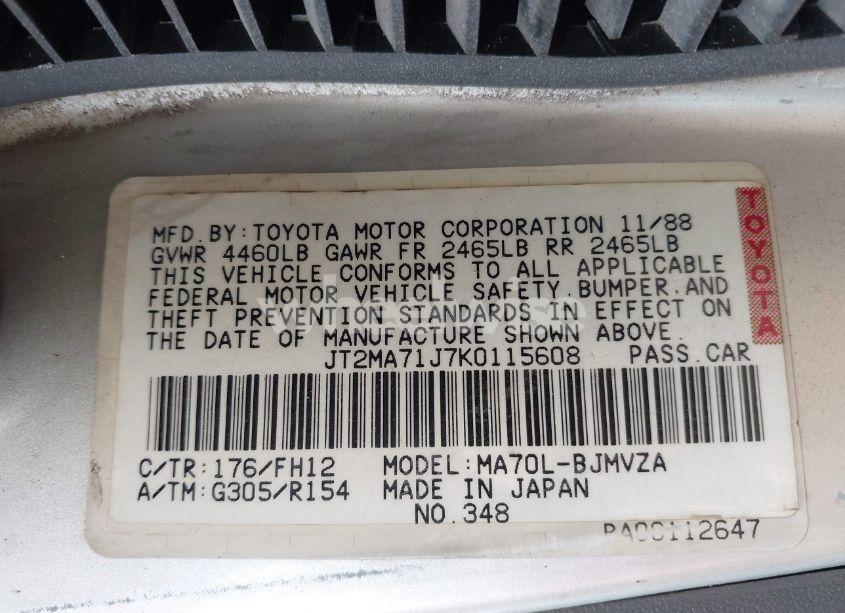 MFD. BY: TOYOTA MOTOR CORPORATION 11/88
GVWR 4460LB GAWR FR 2465LB RR 2465LB
THIS VEHICLE CONFORMS TO ALL APPLICABLE
FEDERAL MOTOR VEHICLE SAFETY, BUMPER, AND
THEFT PREVENTION STANDARDS IN EFFECT ON
THE DATE OF MANUFACTURE SHOWN ABOVE.
JT2MA71J7K0115608 PASS. CAR
TOYOTA
C/TR: 176/FH12 MODEL: MA70L-BJMVZA
A/TM: G305/R154 MADE IN JAPAN
NO. 348